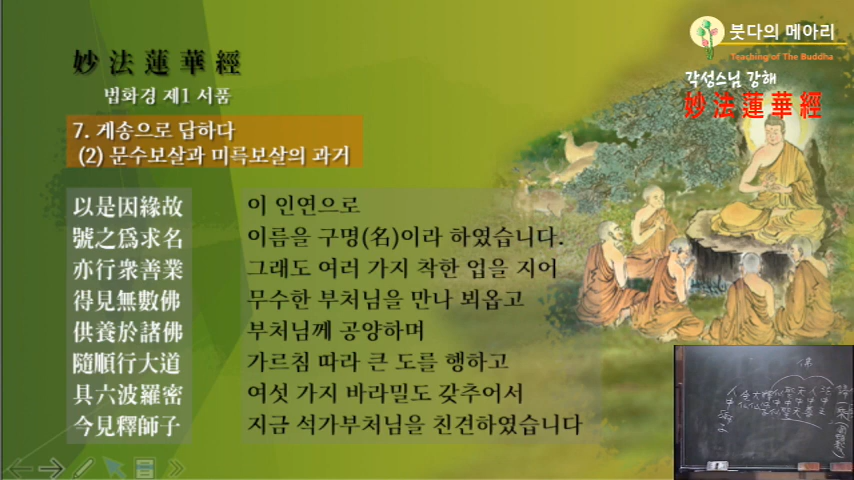 妙法蓮華經
법화경 제1 서품
7. 게송으로 답하다
(2) 문수보살과 미륵보살의 과거
以是因緣故 이 인연으로
號之爲求名 이름을 구명(名)이라 하였습니다.
亦行衆善業 그래도 여러 가지 착한 업을 지어
得見無數佛 무수한 부처님을 만나 뵈옵고
供養於諸佛 부처님께 공양하며
隨順行大道 가르침 따라 큰 도를 행하고
具六波羅密 여섯 가지 바라밀도 갖추어서
今見釋師子 지금 석가부처님을 친견하였습니다
붓다의 메아리
Teaching of The Buddha
각성스님 강해
妙法蓮華經
佛